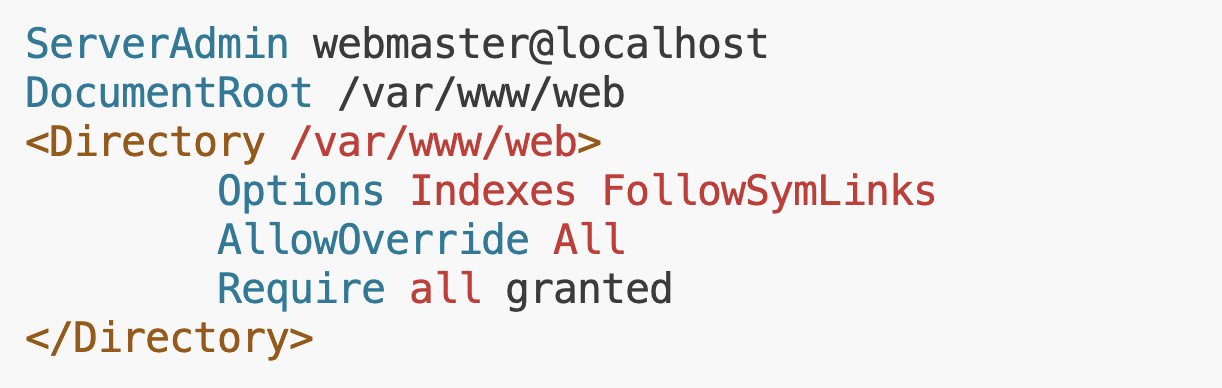 ServerAdmin webmaster@localhost
DocumentRoot /var/www/web
<Directory /var/www/web>
        Options Indexes FollowSymLinks
        AllowOverride All
        Require all granted
</Directory>